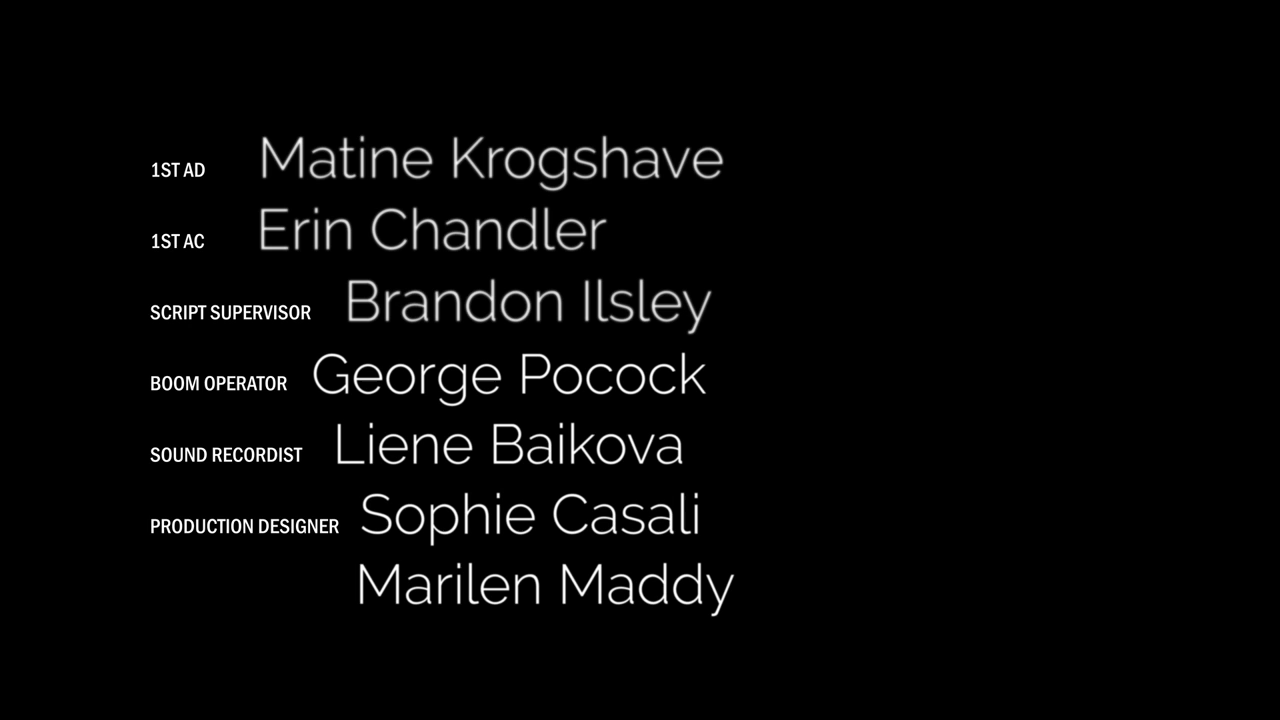 1ST AD Matine Krogshave
1ST AC Erin Chandler
SCRIPT SUPERVISOR Brandon Ilsley
BOOM OPERATOR George Pocock
SOUND RECORDIST Liene Baikova
PRODUCTION DESIGNER Sophie Casali
Marilen Maddy